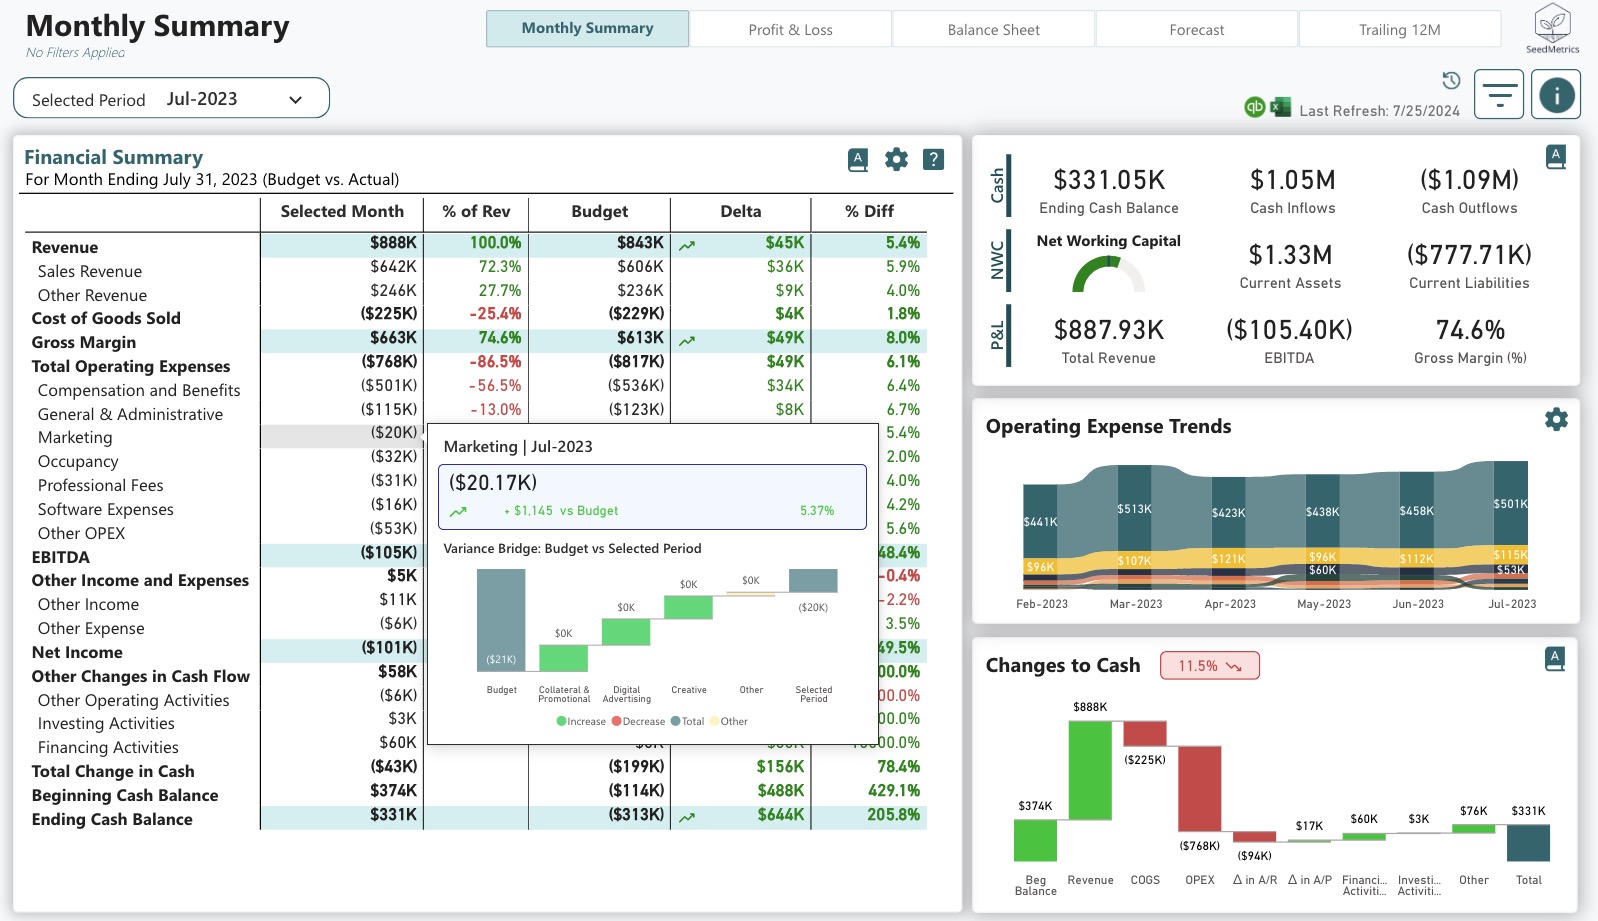 Monthly Summary
No Filters Applied
Monthly Summary Profit & Loss Balance Sheet Forecast Trailing 12M
SeedMetrics
Selected Period Jul-2023
qb Last Refresh: 7/25/2024
Financial Summary
For Month Ending July 31, 2023 (Budget vs. Actual)
Selected Month % of Rev Budget Delta % Diff
Revenue $888K 100.0% $843K $45K 5.4%
Sales Revenue $642K 72.3% $606K $36K 5.9%
Other Revenue $246K 27.7% $236K $9K 4.0%
Cost of Goods Sold ($225K) -25.4% ($229K) $4K 1.8%
Gross Margin $663K 74.6% $613K $49K 8.0%
Total Operating Expenses ($768K) -86.5% ($817K) $49K 6.1%
Compensation and Benefits ($501K) -56.5% ($536K) $34K 6.4%
General & Administrative ($115K) -13.0% ($123K) $8K 6.7%
Marketing ($20K) 5.4%
Occupancy ($32K) 2.0%
Professional Fees ($31K) 4.0%
Software Expenses ($16K) 4.2%
Other OPEX ($53K) 5.6%
EBITDA ($105K) 48.4%
Other Income and Expenses $5K -0.4%
Other Income $11K -2.2%
Other Expense ($6K) 3.5%
Net Income ($101K) 49.5%
Other Changes in Cash Flow $58K 00.0%
Other Operating Activities ($6K) 00.0%
Investing Activities $3K 00.0%
Financing Activities $60K 00.0%
Total Change in Cash ($43K) ($199K) $156K 78.4%
Beginning Cash Balance $374K ($114K) $488K 429.1%
Ending Cash Balance $331K ($313K) $644K 205.8%
Marketing | Jul-2023
($20.17K)
+ $1,145 vs Budget 5.37%
Variance Bridge: Budget vs Selected Period
$0K $0K $0K $0K
($21K) ($20K)
Budget Collateral & Promotional Digital Advertising Creative Other Selected Period
Increase Decrease Total Other
Cash
$331.05K $1.05M ($1.09M)
Ending Cash Balance Cash Inflows Cash Outflows
NWC
Net Working Capital $1.33M ($777.71K)
Current Assets Current Liabilities
P&L
$887.93K ($105.40K) 74.6%
Total Revenue EBITDA Gross Margin (%)
Operating Expense Trends
$441K $513K $423K $438K $458K $501K
$96K $107K $121K $96K $112K $115K
$60K $53K
Feb-2023 Mar-2023 Apr-2023 May-2023 Jun-2023 Jul-2023
Changes to Cash 11.5%
$374K $888K ($225K) ($768K) ($94K) $17K $60K $3K $76K $331K
Beg Balance Revenue COGS OPEX Δ in A/R Δ in A/P Financi... Activiti... Investi... Activiti... Other Total